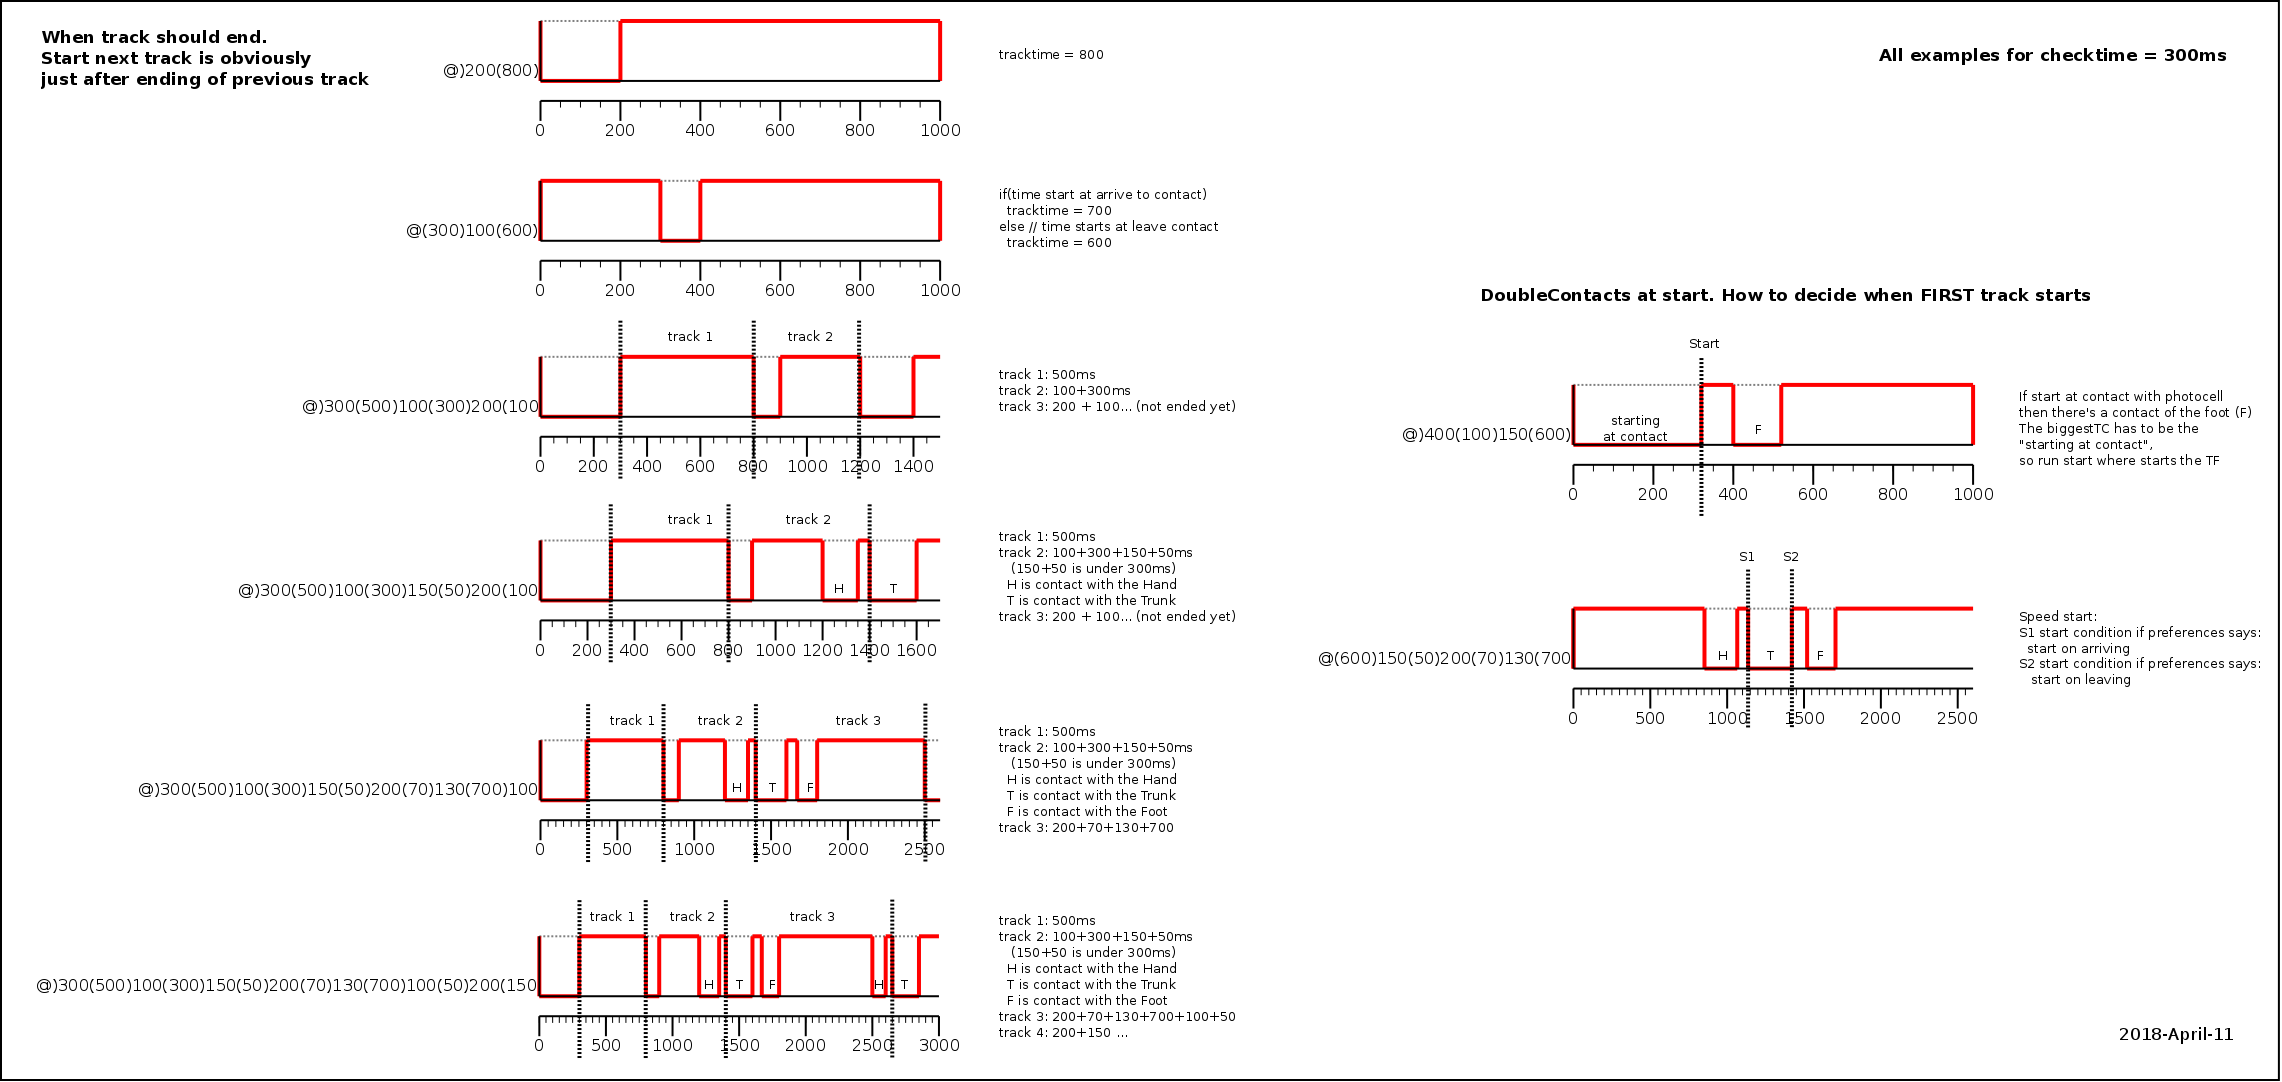 When track should end.
Start next track is obviously
just after ending of previous track
All examples for checktime = 300ms
@)200(800)
tracktime = 800
0 200 400 600 800 1000
@(300)100(600)
if(time start at arrive to contact)
tracktime = 700
else // time starts at leave contact
tracktime = 600
0 200 400 600 800 1000
track 1 track 2
@)300(500)100(300)200(100
track 1: 500ms
track 2: 100+300ms
track 3: 200 + 100... (not ended yet)
0 200 400 600 800 1000 1200 1400
track 1 track 2
@)300(500)100(300)150(50)200(100
H T
track 1: 500ms
track 2: 100+300+150+50ms
(150+50 is under 300ms)
H is contact with the Hand
T is contact with the Trunk
track 3: 200 + 100... (not ended yet)
0 200 400 600 800 1000 1200 1400 1600
track 1 track 2 track 3
@)300(500)100(300)150(50)200(70)130(700)100
H T F
track 1: 500ms
track 2: 100+300+150+50ms
(150+50 is under 300ms)
H is contact with the Hand
T is contact with the Trunk
F is contact with the Foot
track 3: 200+70+130+700
0 500 1000 1500 2000 2500
track 1 track 2 track 3
@)300(500)100(300)150(50)200(70)130(700)100(50)200(150
H T F H T
track 1: 500ms
track 2: 100+300+150+50ms
(150+50 is under 300ms)
H is contact with the Hand
T is contact with the Trunk
F is contact with the Foot
track 3: 200+70+130+700+100+50
track 4: 200+150 ...
0 500 1000 1500 2000 2500 3000
DoubleContacts at start. How to decide when FIRST track starts
Start
@)400(100)150(600)
starting
at contact
F
If start at contact with photocell
then there's a contact of the foot (F)
The biggestTC has to be the
"starting at contact",
so run start where starts the TF
0 200 400 600 800 1000
S1 S2
@(600)150(50)200(70)130(700
H T F
Speed start:
S1 start condition if preferences says:
start on arriving
S2 start condition if preferences says:
start on leaving
0 500 1000 1500 2000 2500
2018-April-11